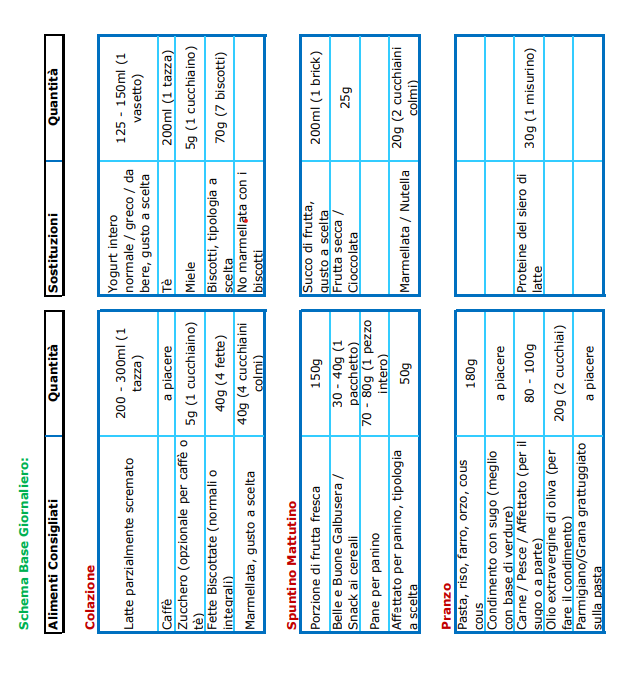 Schema Base Giornaliero:
Alimenti Consigliati Quantità Sostituzioni Quantità
Colazione
Latte parzialmente scremato 200 - 300ml (1 tazza) Yogurt intero normale / greco / da bere, gusto a scelta 125 - 150ml (1 vasetto)
Caffè a piacere Tè 200ml (1 tazza)
Zucchero (opzionale per caffè o tè) 5g (1 cucchiaino) Miele 5g (1 cucchiaino)
Fette Biscottate (normali o integrali) 40g (4 fette) Biscotti, tipologia a scelta 70g (7 biscotti)
Marmellata, gusto a scelta 40g (4 cucchiaini colmi) No marmellata con i biscotti
Spuntino Mattutino
Porzione di frutta fresca 150g Succo di frutta, gusto a scelta 200ml (1 brick)
Belle e Buone Galbusera / Snack ai cereali 30 - 40g (1 pacchetto) Frutta secca / Cioccolata 25g
Pane per panino 70 - 80g (1 pezzo intero)
Affettato per panino, tipologia a scelta 50g Marmellata / Nutella 20g (2 cucchiaini colmi)
Pranzo
Pasta, riso, farro, orzo, cous cous 180g
Condimento con sugo (meglio con base di verdure) a piacere
Carne / Pesce / Affettato (per il sugo o a parte) 80 - 100g Proteine del siero di latte 30g (1 misurino)
Olio extravergine di oliva (per fare il condimento) 20g (2 cucchiai)
Parmigiano/Grana grattuggiato sulla pasta a piacere